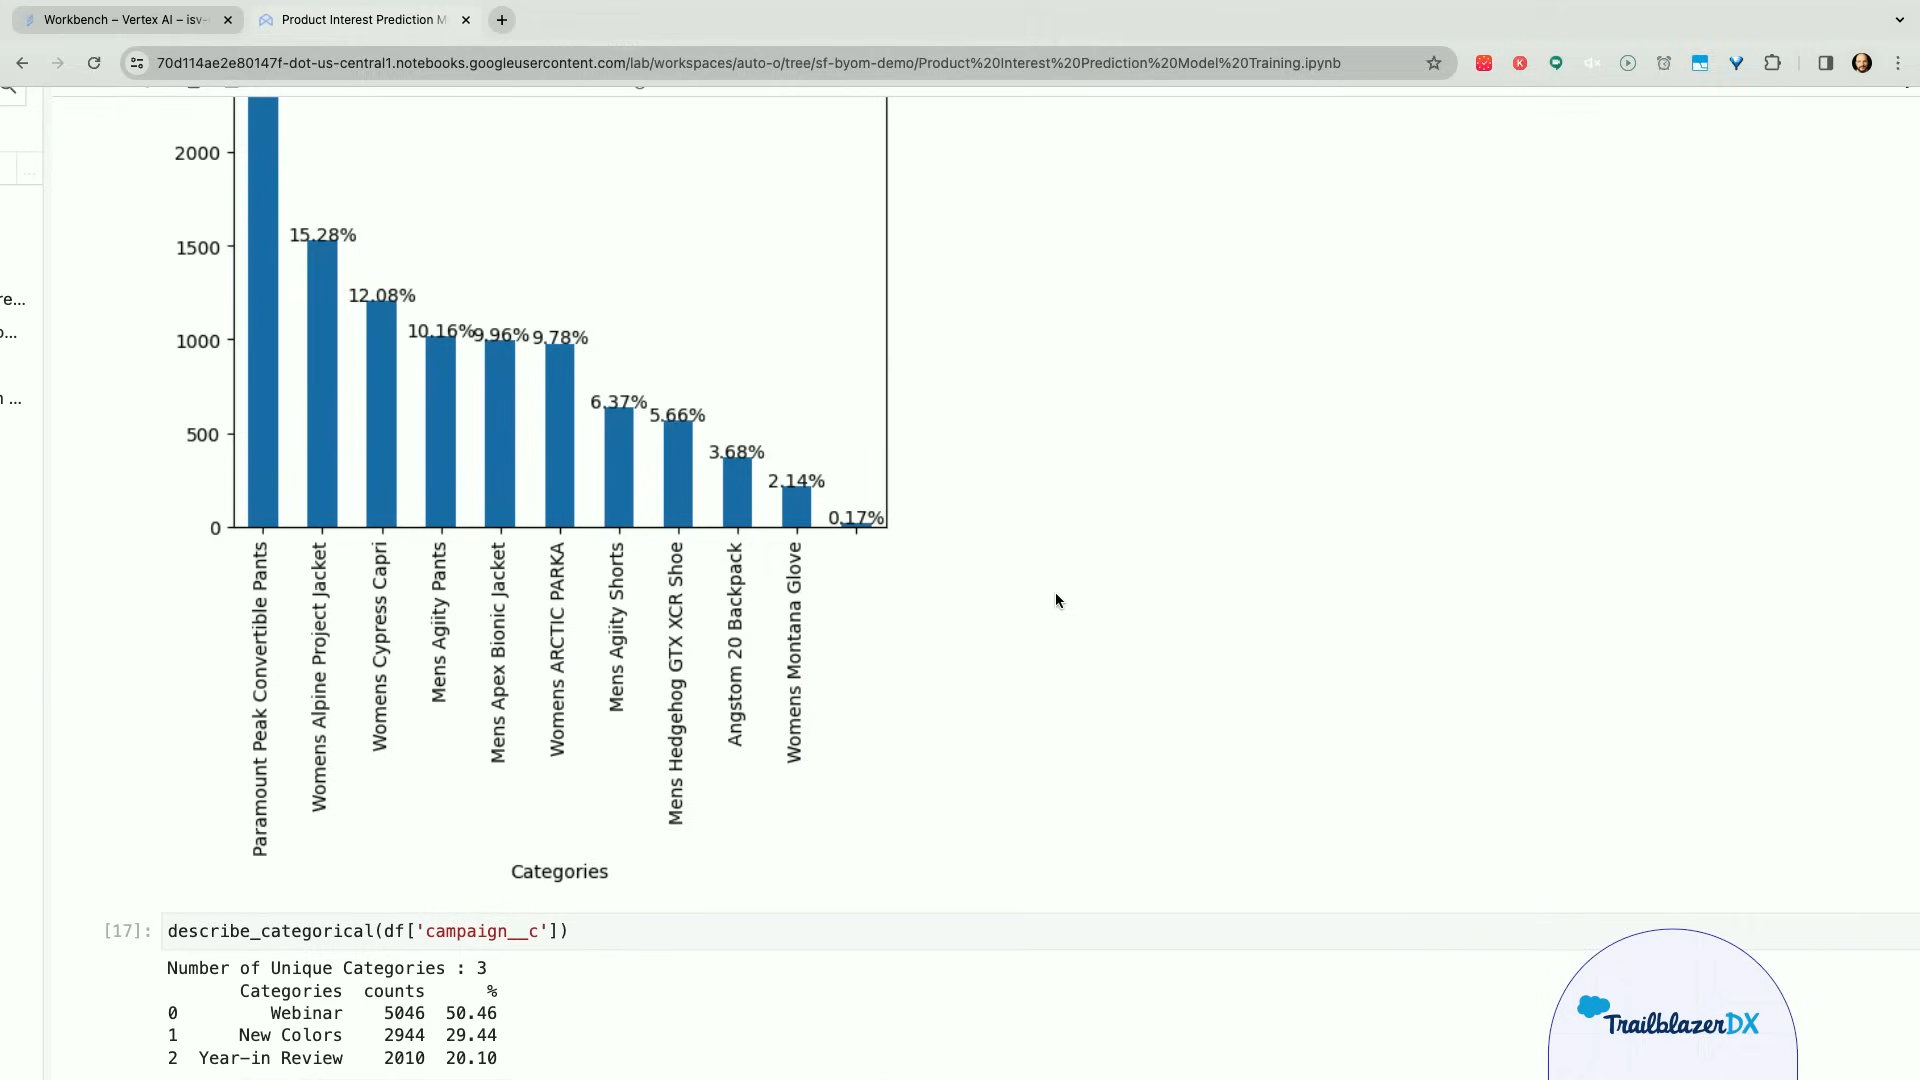 Workbench – Vertex AI – isv-
Product Interest Prediction M
70d114ae2e80147f-dot-us-central1.notebooks.googleusercontent.com/lab/workspaces/auto-o/tree/sf-byom-demo/Product%20Interest%20Prediction%20Model%20Training.ipynb
K
...
re...
o...
n ...
2000
1500
1000
500
0
15.28%
12.08%
10.16%
9.96%
9.78%
6.37%
5.66%
3.68%
2.14%
0.17%
Paramount Peak Convertible Pants
Womens Alpine Project Jacket
Womens Cypress Capri
Mens Agiity Pants
Mens Apex Bionic Jacket
Womens ARCTIC PARKA
Mens Agiity Shorts
Mens Hedgehog GTX XCR Shoe
Angstom 20 Backpack
Womens Montana Glove
Categories
[17]: describe_categorical(df['campaign__c'])
Number of Unique Categories : 3
Categories counts %
0 Webinar 5046 50.46
1 New Colors 2944 29.44
2 Year-in Review 2010 20.10
TrailblazerDX